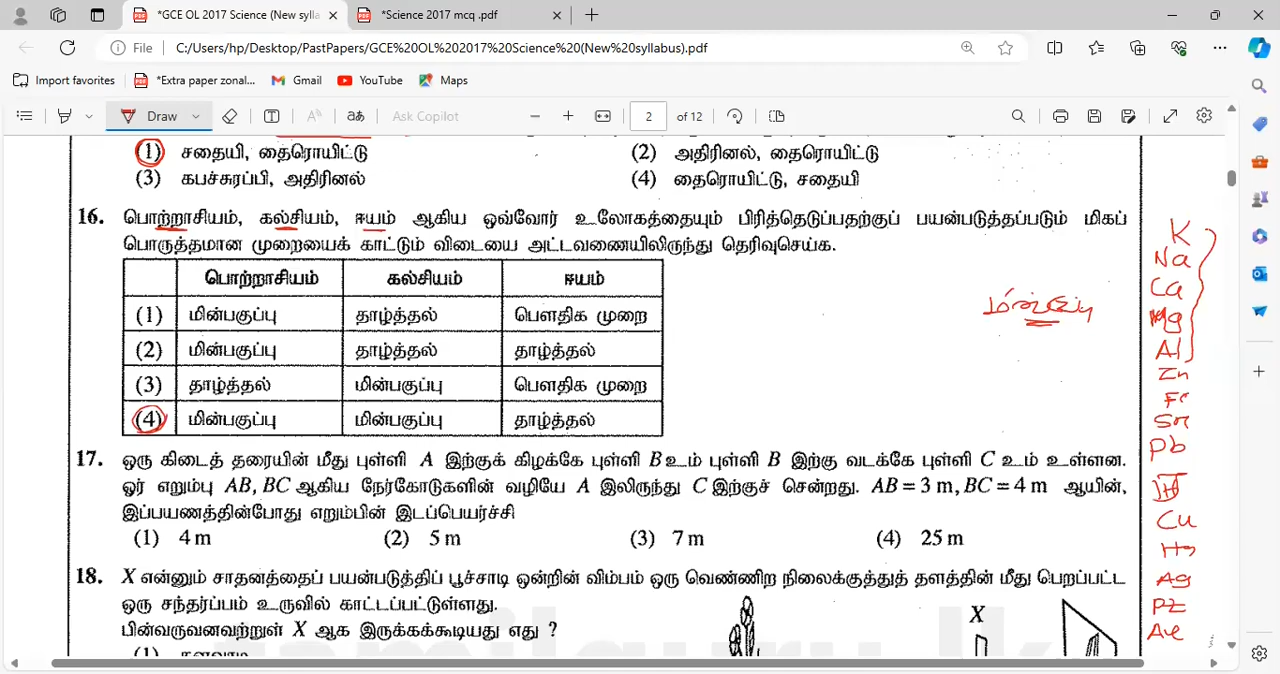 *GCE OL 2017 Science (New sylla
*Science 2017 mcq .pdf
File
C:/Users/hp/Desktop/PastPapers/GCE%20OL%202017%20Science%20(New%20syllabus).pdf
Import favorites
*Extra paper zonal...
Gmail
YouTube
Maps
Draw
Ask Copilot
2 of 12
(1) சதையி, தைரொயிட்டு
(2) அதிரினல், தைரொயிட்டு
(3) கபச்சுரப்பி, அதிரினல்
(4) தைரொயிட்டு, சதையி
16. பொற்றாசியம், கல்சியம், ஈயம் ஆகிய ஒவ்வோர் உலோகத்தையும் பிரித்தெடுப்பதற்குப் பயன்படுத்தப்படும் மிகப்
பொருத்தமான முறையைக் காட்டும் விடையை அட்டவணையிலிருந்து தெரிவுசெய்க.
பொற்றாசியம் கல்சியம் ஈயம்
(1) மின்பகுப்பு தாழ்த்தல் பௌதிக முறை
(2) மின்பகுப்பு தாழ்த்தல் தாழ்த்தல்
(3) தாழ்த்தல் மின்பகுப்பு பௌதிக முறை
(4) மின்பகுப்பு மின்பகுப்பு தாழ்த்தல்
மின்பகுப்பு
K
Na
Ca
Mg
Al
Zn
Fe
Sn
Pb
H
Cu
Hg
Ag
Pt
Au
17. ஒரு கிடைத் தரையின் மீது புள்ளி A இற்குக் கிழக்கே புள்ளி B உம் புள்ளி B இற்கு வடக்கே புள்ளி C உம் உள்ளன.
ஓர் எறும்பு AB, BC ஆகிய நேர்கோடுகளின் வழியே A இலிருந்து C இற்குச் சென்றது. AB = 3 m, BC = 4 m ஆயின்,
இப்பயணத்தின்போது எறும்பின் இடப்பெயர்ச்சி
(1) 4 m
(2) 5 m
(3) 7 m
(4) 25 m
18. X என்னும் சாதனத்தைப் பயன்படுத்திப் பூச்சாடி ஒன்றின் விம்பம் ஒரு வெண்ணிற நிலைக்குத்துத் தளத்தின் மீது பெறப்பட்ட
ஒரு சந்தர்ப்பம் உருவில் காட்டப்பட்டுள்ளது.
பின்வருவனவற்றுள் X ஆக இருக்கக்கூடியது எது ?
X